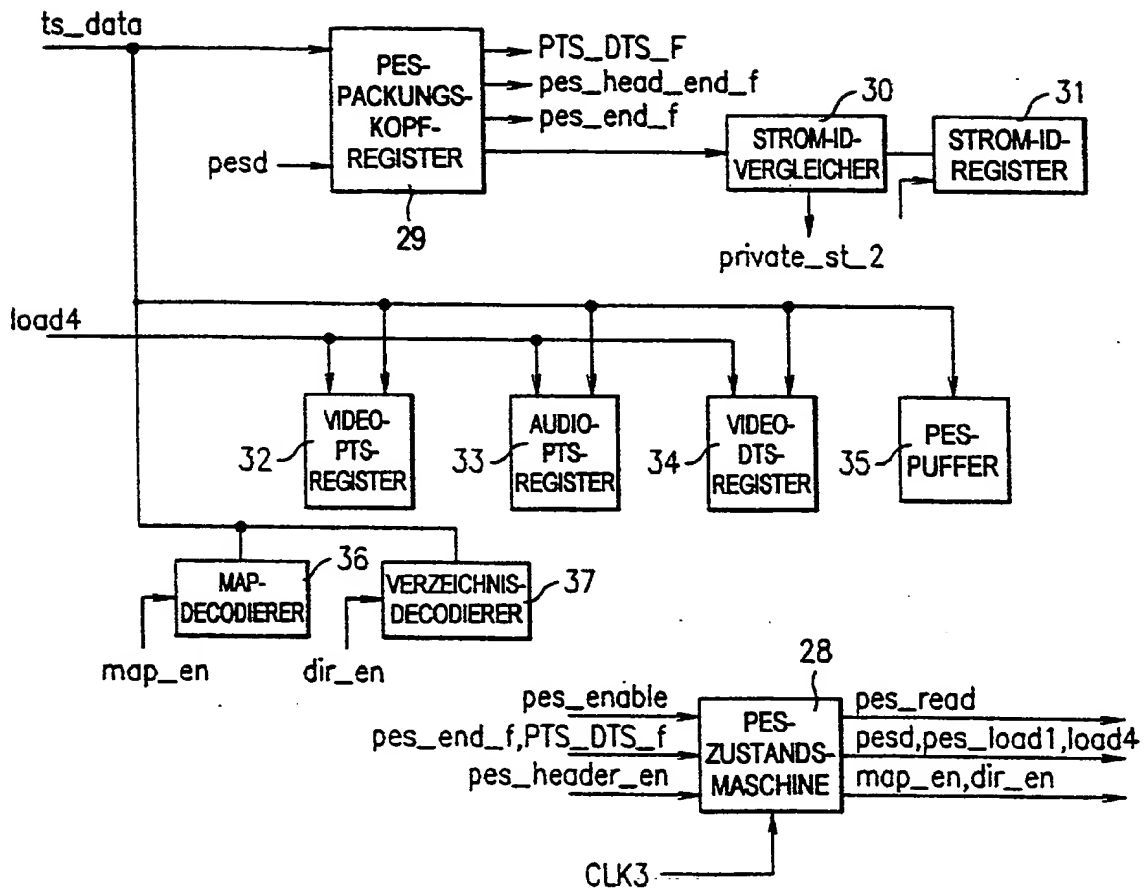 ts_data
PES-
PACKUNGS-
KOPF-
REGISTER
29
pesd
PTS_DTS_F
pes_head_end_f
pes_end_f
30
STROM-ID-
VERGLEICHER
private_st_2
31
STROM-ID-
REGISTER
load4
32
VIDEO-
PTS-
REGISTER
33
AUDIO-
PTS-
REGISTER
34
VIDEO-
DTS-
REGISTER
35
PES-
PUFFER
36
MAP-
DECODIERER
map_en
37
VERZEICHNIS-
DECODIERER
dir_en
28
pes_enable
pes_end_f,PTS_DTS_f
pes_header_en
PES-
ZUSTANDS-
MASCHINE
pes_read
pesd,pes_load1,load4
map_en,dir_en
CLK3